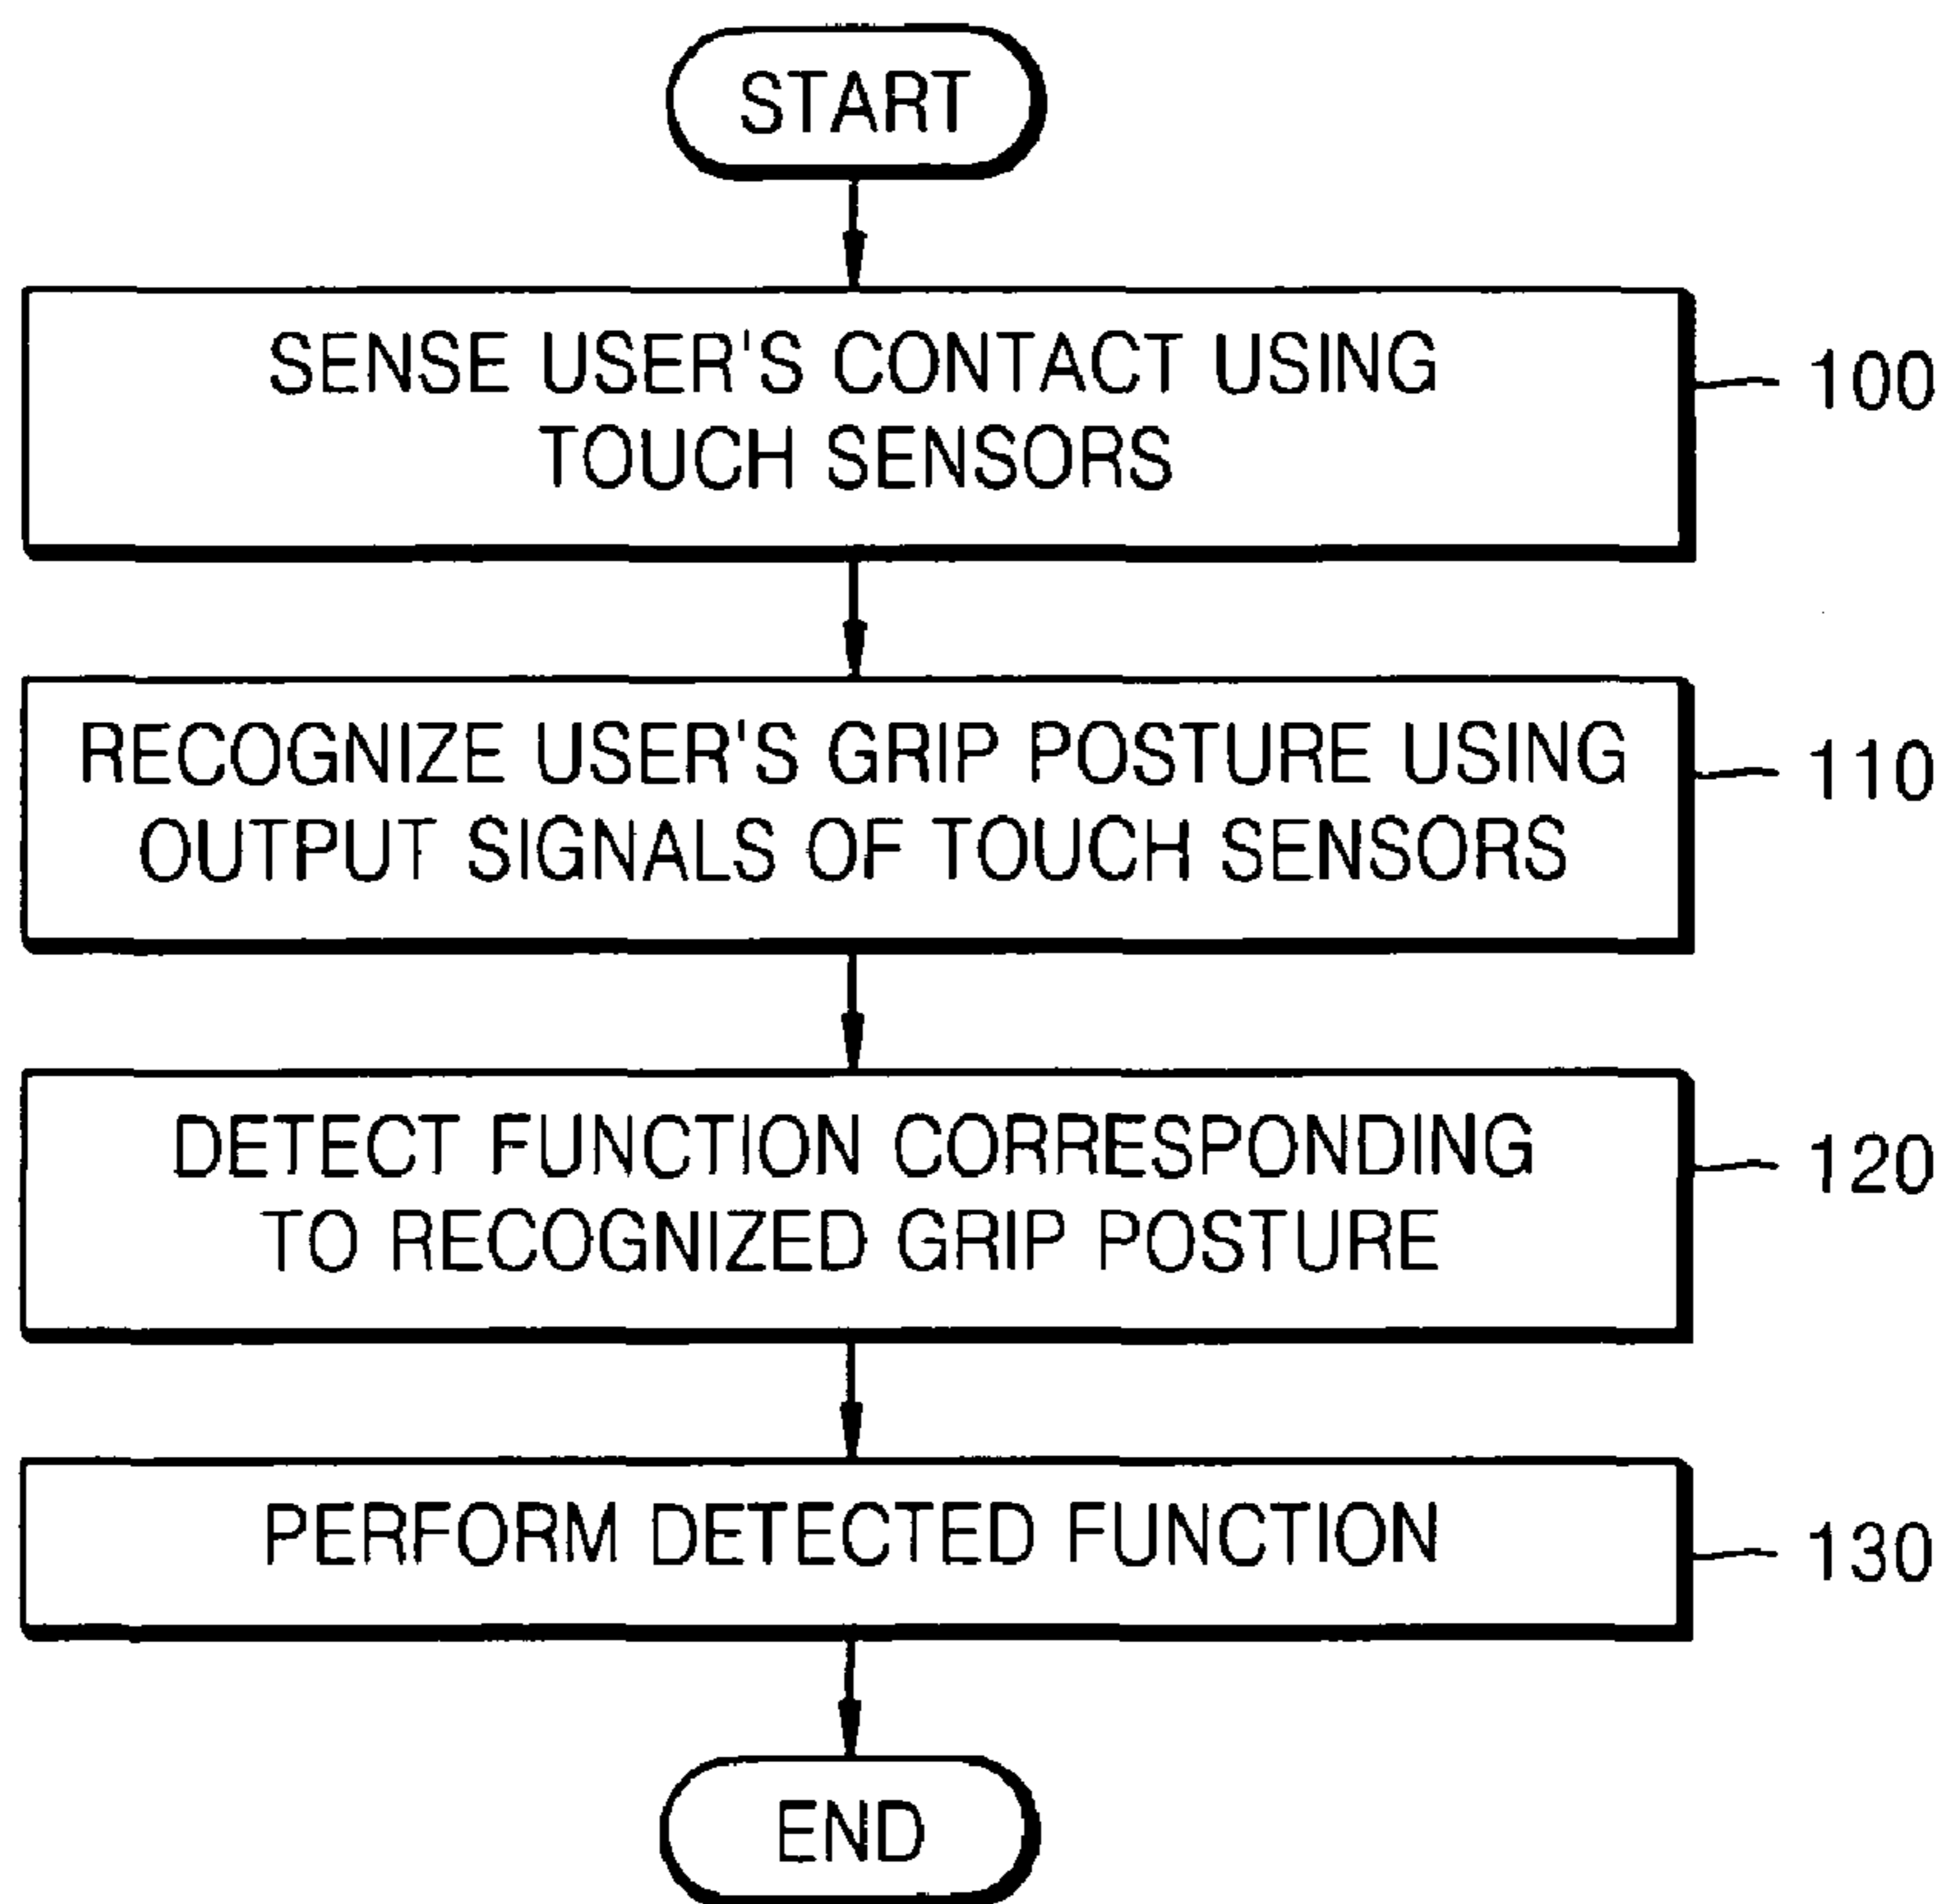 START
SENSE USER'S CONTACT USING
TOUCH SENSORS
100
RECOGNIZE USER'S GRIP POSTURE USING
OUTPUT SIGNALS OF TOUCH SENSORS
110
DETECT FUNCTION CORRESPONDING
TO RECOGNIZED GRIP POSTURE
120
PERFORM DETECTED FUNCTION
130
END